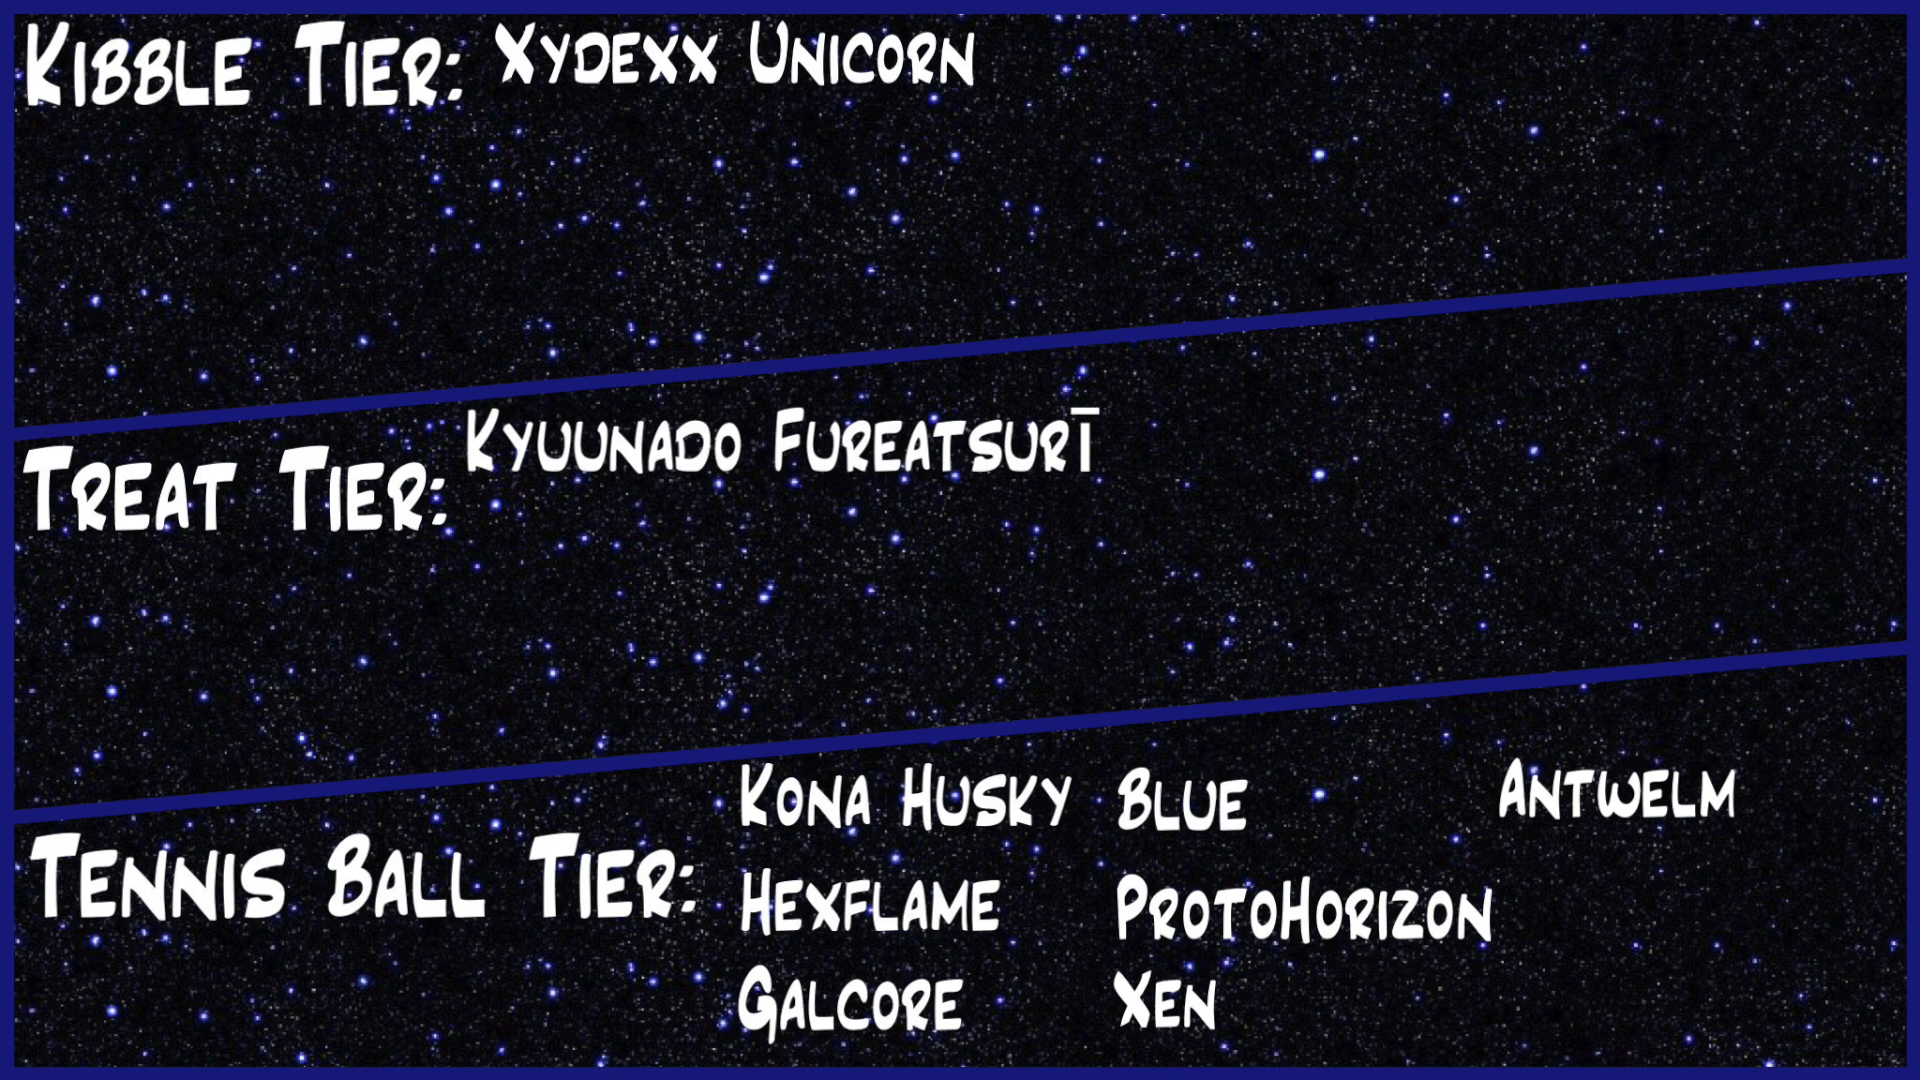 Kibble Tier: Xydexx Unicorn
Treat Tier: Kyuunado Fureatsurī
Tennis Ball Tier:
Kona Husky Blue Antwelm
Hexflame ProtoHorizon
Galcore Xen